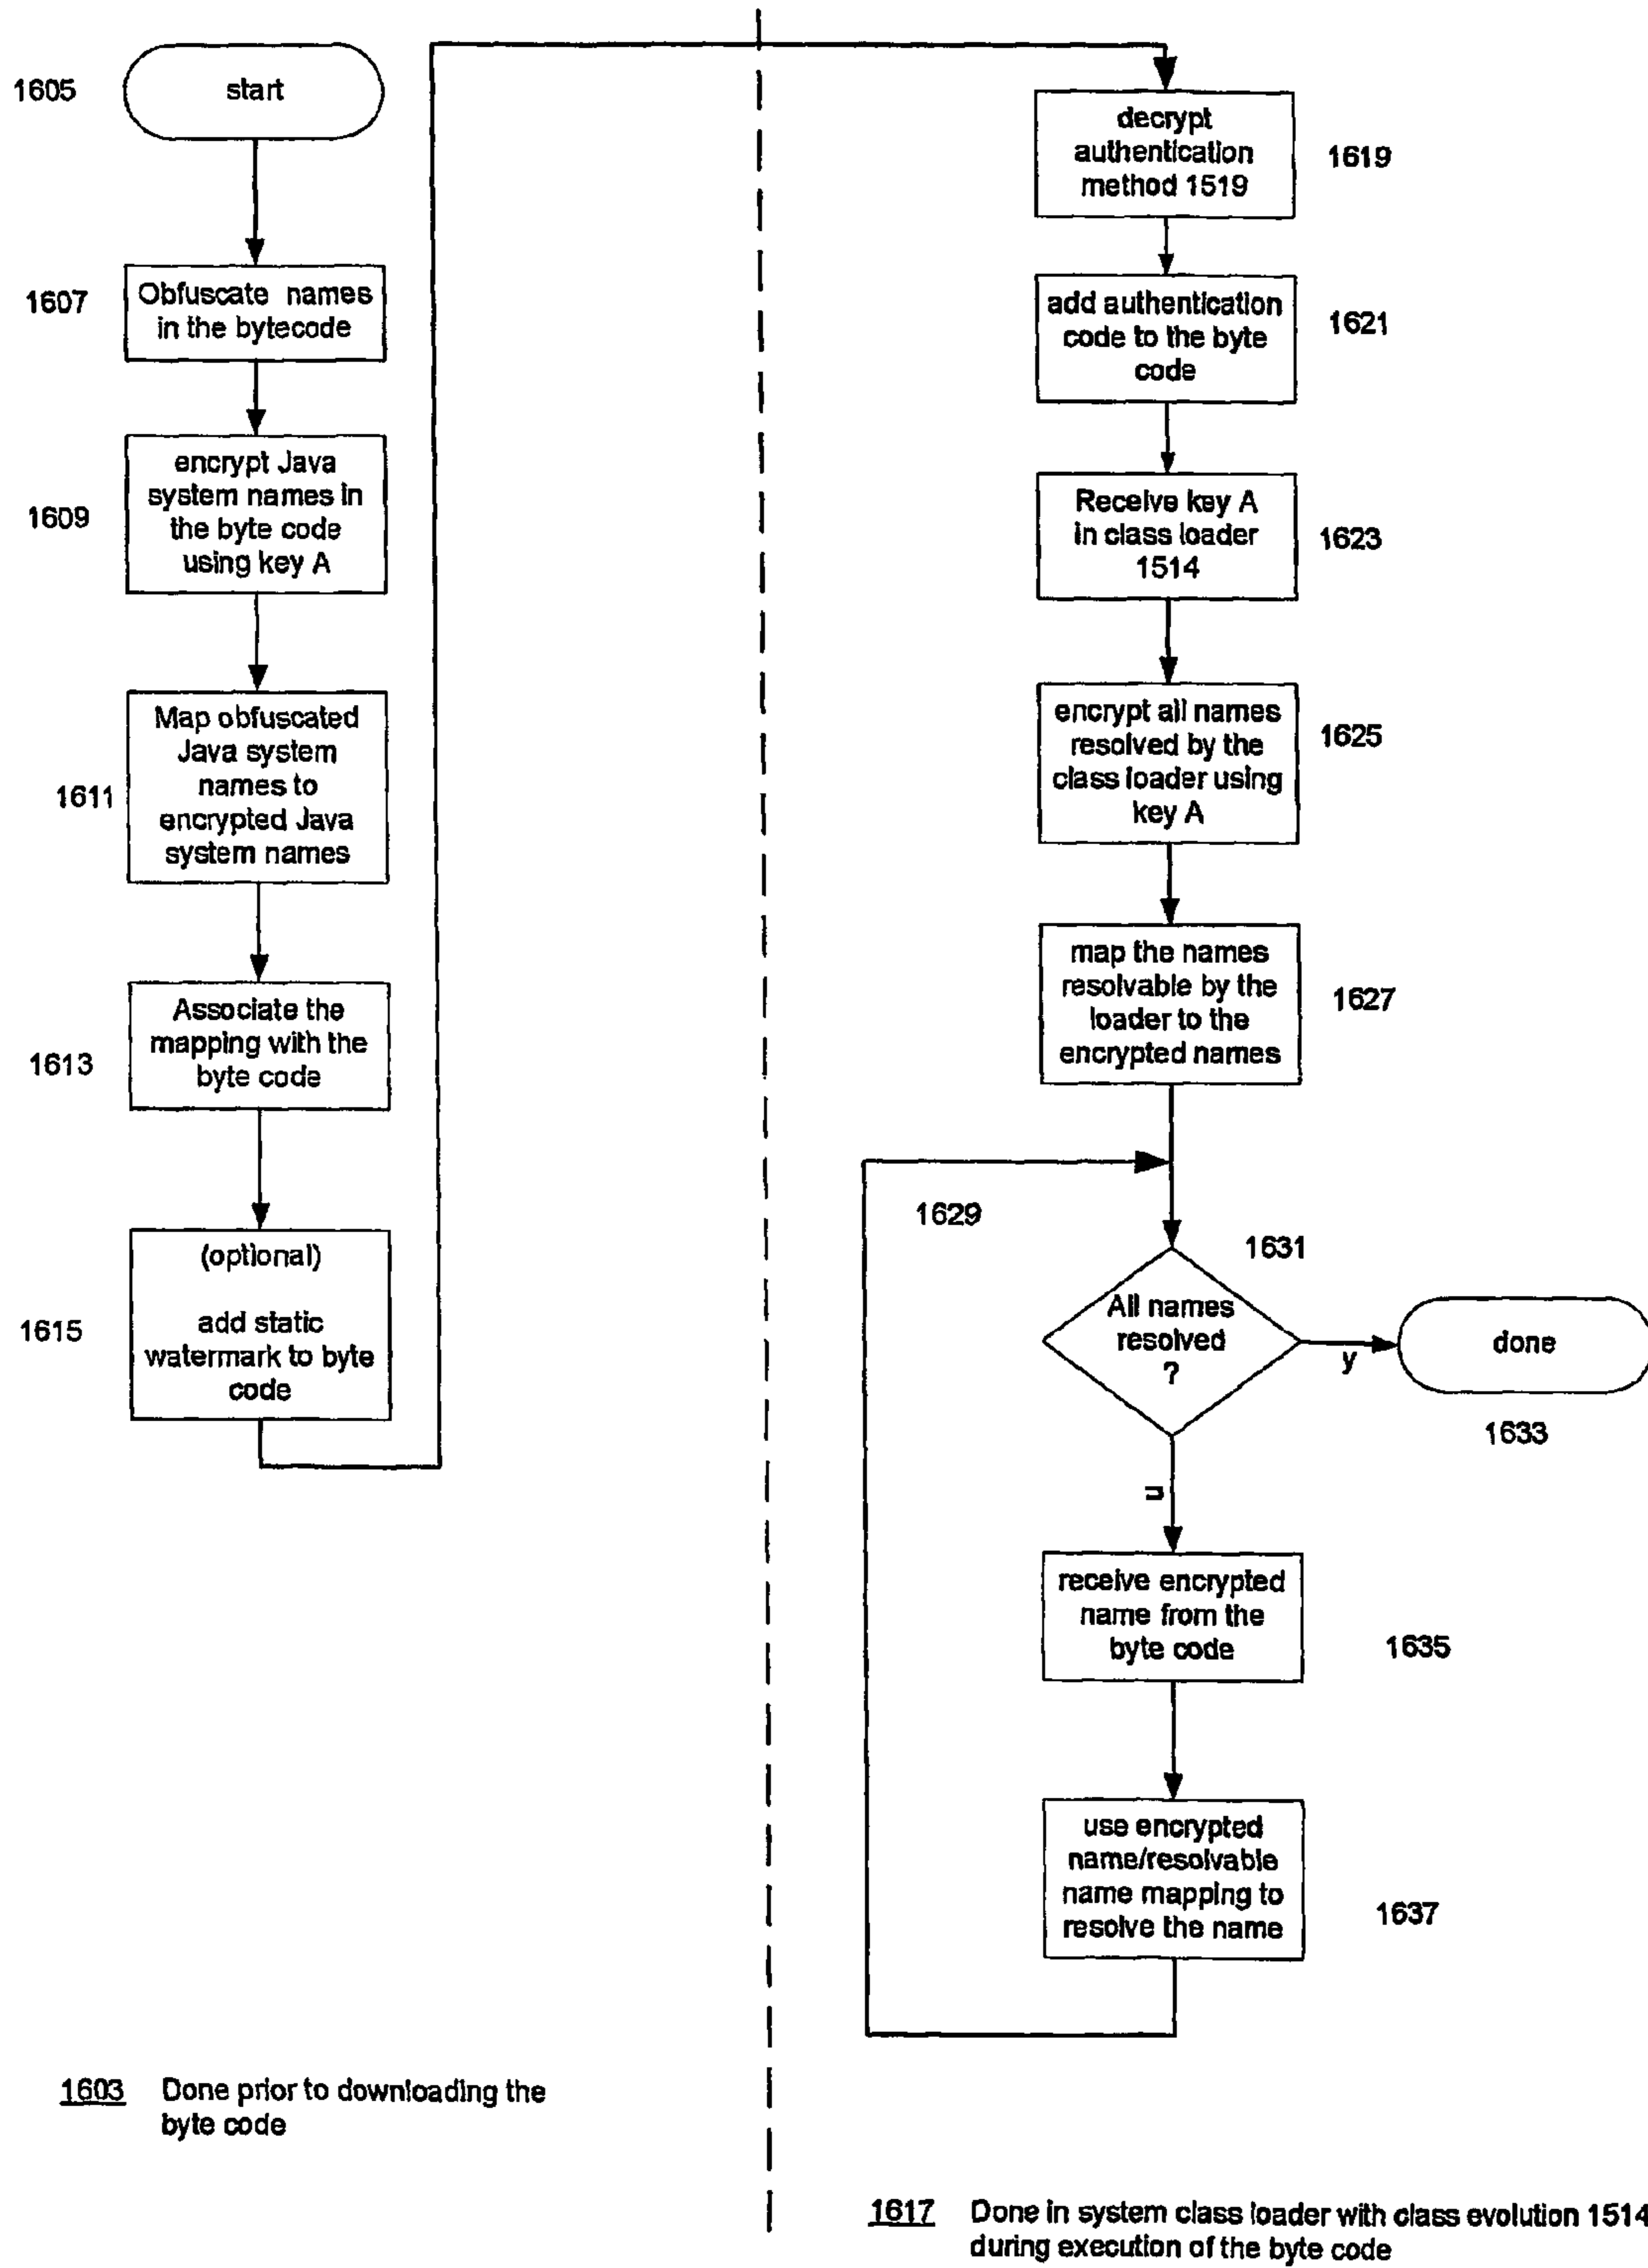 1605
start
1607
Obfuscate names
in the bytecode
1609
encrypt Java
system names in
the byte code
using key A
1611
Map obfuscated
Java system
names to
encrypted Java
system names
1613
Associate the
mapping with the
byte code
1615
(optional)
add static
watermark to byte
code
1603 Done prior to downloading the
byte code
decrypt
authentication
method 1519
1619
add authentication
code to the byte
code
1621
Receive key A
in class loader
1514
1623
encrypt all names
resolved by the
class loader using
key A
1625
map the names
resolvable by the
loader to the
encrypted names
1627
1629
1631
All names
resolved
?
y
done
1633
n
receive encrypted
name from the
byte code
1635
use encrypted
name/resolvable
name mapping to
resolve the name
1637
1617 Done in system class loader with class evolution 1514
during execution of the byte code